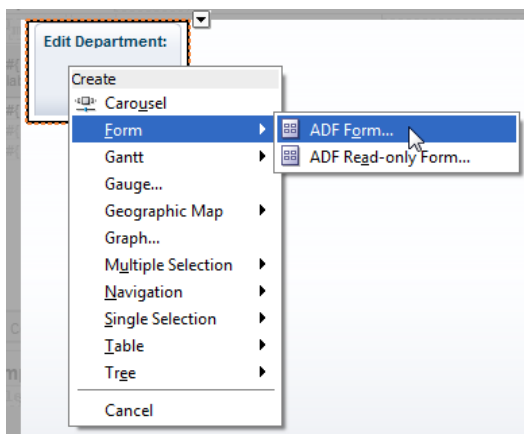 Edit Department:
Create
Carousel
Form
ADF Form...
ADF Read-only Form...
Gantt
Gauge...
Geographic Map
Graph...
Multiple Selection
Navigation
Single Selection
Table
Tree
Cancel